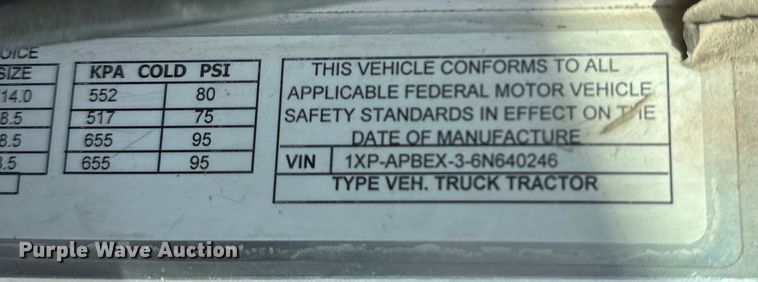 OICE
SIZE KPA COLD PSI
14.0 552 80
8.5 517 75
8.5 655 95
8.5 655 95
THIS VEHICLE CONFORMS TO ALL
APPLICABLE FEDERAL MOTOR VEHICLE
SAFETY STANDARDS IN EFFECT ON THE
DATE OF MANUFACTURE
VIN 1XP-APBEX-3-6N640246
TYPE VEH. TRUCK TRACTOR
Purple Wave Auction